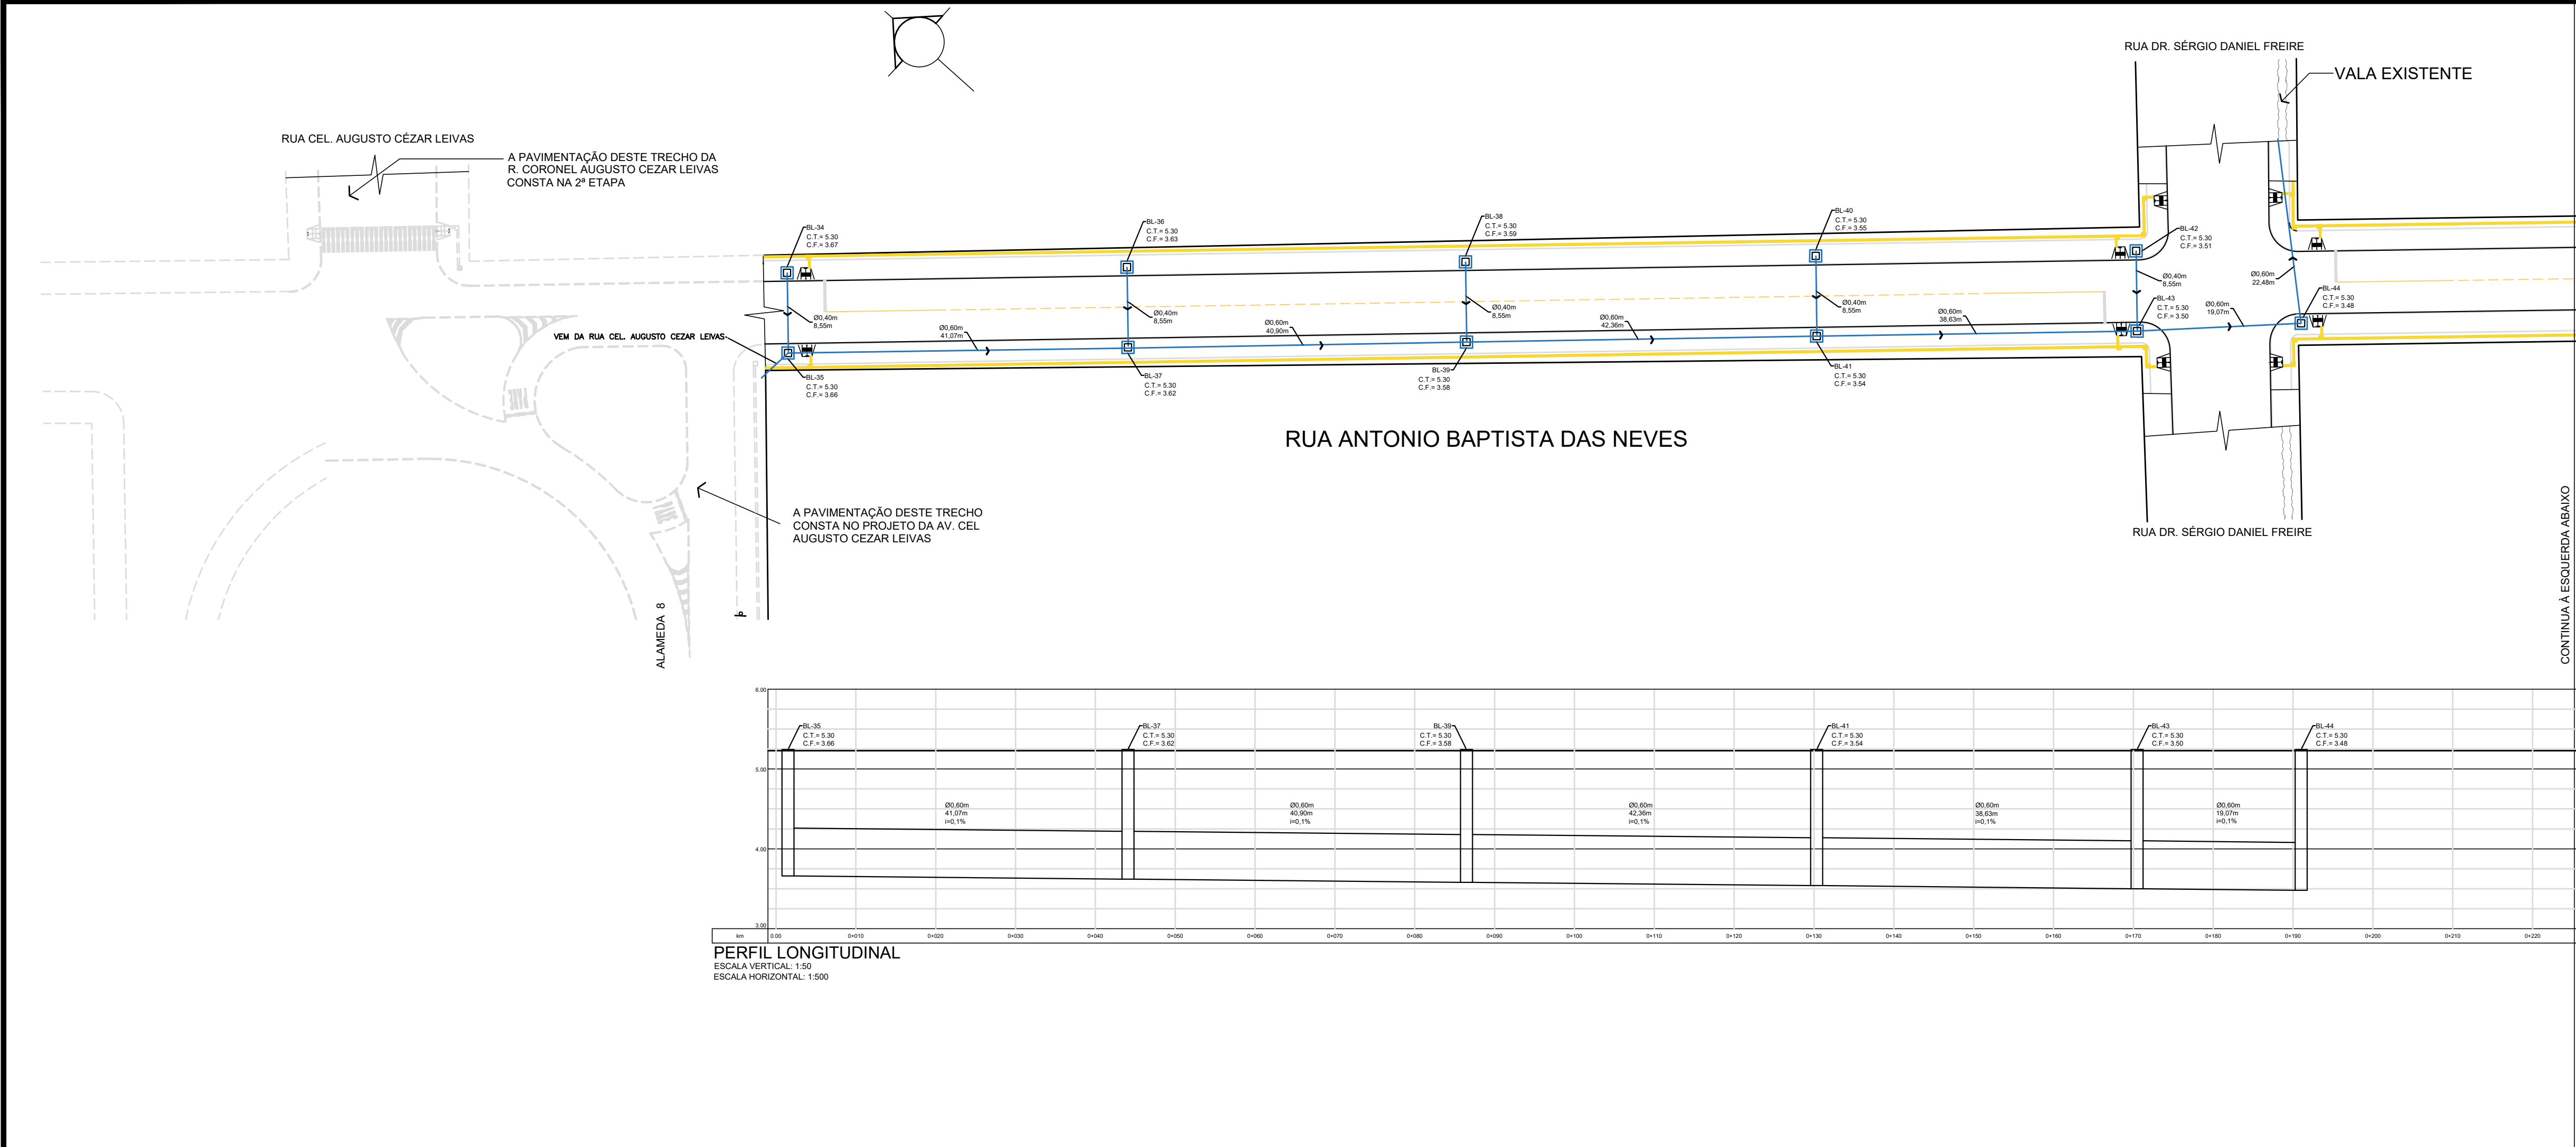 RUA DR. SÉRGIO DANIEL FREIRE
VALA EXISTENTE
RUA CEL. AUGUSTO CÉZAR LEIVAS
A PAVIMENTAÇÃO DESTE TRECHO DA
R. CORONEL AUGUSTO CEZAR LEIVAS
CONSTA NA 2ª ETAPA
BL-34
C.T.= 5.30
C.F.= 3.67
BL-36
C.T.= 5.30
C.F.= 3.63
BL-38
C.T.= 5.30
C.F.= 3.59
BL-40
C.T.= 5.30
C.F.= 3.55
BL-42
C.T.= 5.30
C.F.= 3.51
Ø0,40m
8,55m
Ø0,40m
8,55m
Ø0,40m
8,55m
Ø0,40m
8,55m
Ø0,40m
8,55m
Ø0,60m
22,48m
BL-44
C.T.= 5.30
C.F.= 3.48
BL-43
C.T.= 5.30
C.F.= 3.50
Ø0,60m
19,07m
Ø0,60m
41,07m
Ø0,60m
40,90m
Ø0,60m
42,36m
Ø0,60m
38,63m
VEM DA RUA CEL. AUGUSTO CEZAR LEIVAS
BL-35
C.T.= 5.30
C.F.= 3.66
BL-37
C.T.= 5.30
C.F.= 3.62
BL-39
C.T.= 5.30
C.F.= 3.58
BL-41
C.T.= 5.30
C.F.= 3.54
RUA ANTONIO BAPTISTA DAS NEVES
A PAVIMENTAÇÃO DESTE TRECHO
CONSTA NO PROJETO DA AV. CEL
AUGUSTO CEZAR LEIVAS
RUA DR. SÉRGIO DANIEL FREIRE
CONTINUA À ESQUERDA ABAIXO
ALAMEDA 8
6.00
5.00
4.00
3.00
BL-35
C.T.= 5.30
C.F.= 3.66
BL-37
C.T.= 5.30
C.F.= 3.62
BL-39
C.T.= 5.30
C.F.= 3.58
BL-41
C.T.= 5.30
C.F.= 3.54
BL-43
C.T.= 5.30
C.F.= 3.50
BL-44
C.T.= 5.30
C.F.= 3.48
Ø0,60m
41,07m
i=0,1%
Ø0,60m
40,90m
i=0,1%
Ø0,60m
42,36m
i=0,1%
Ø0,60m
38,63m
i=0,1%
Ø0,60m
19,07m
i=0,1%
km 0.00 0+010 0+020 0+030 0+040 0+050 0+060 0+070 0+080 0+090 0+100 0+110 0+120 0+130 0+140 0+150 0+160 0+170 0+180 0+190 0+200 0+210 0+220
PERFIL LONGITUDINAL
ESCALA VERTICAL: 1:50
ESCALA HORIZONTAL: 1:500